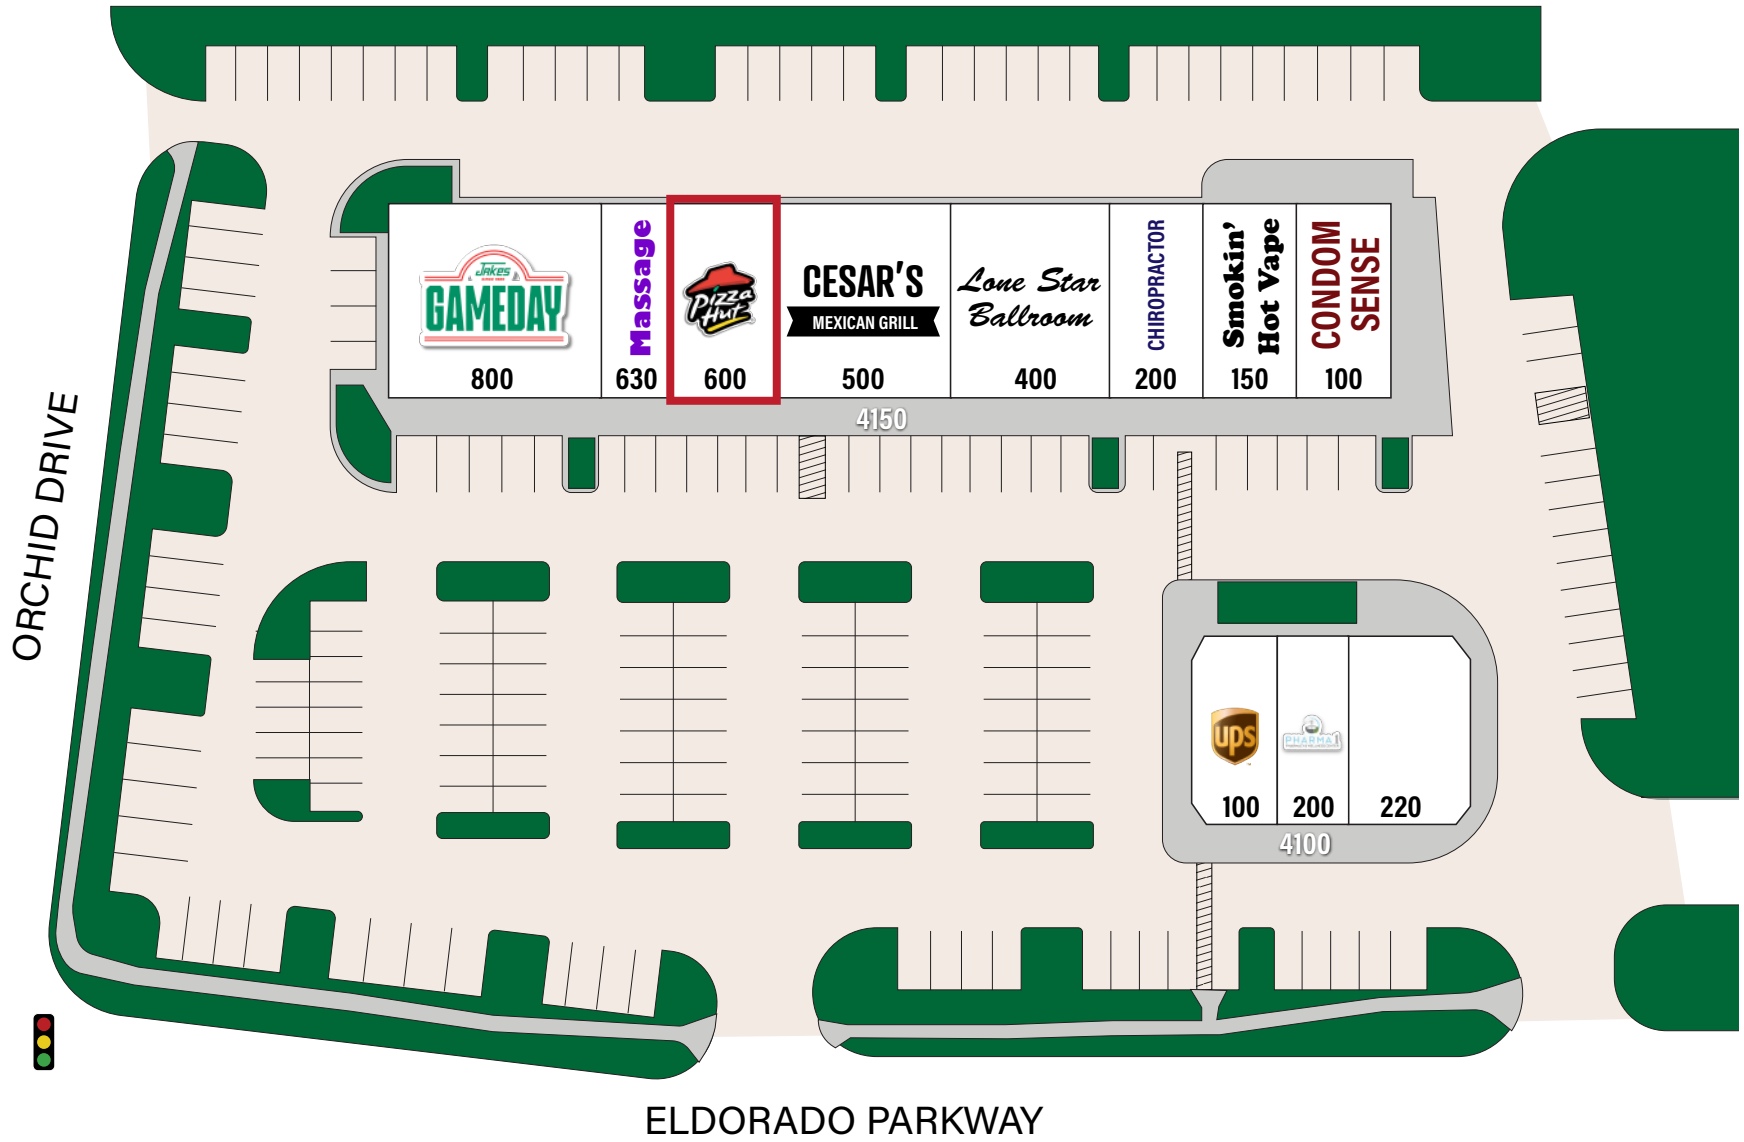 Jakes
GAMEDAY
800
Massage
630
Pizza
Hut
600
CESAR'S
MEXICAN GRILL
500
Lone Star
Ballroom
400
CHIROPRACTOR
200
Smokin'
Hot Vape
150
CONDOM
SENSE
100
4150
ORCHID DRIVE
ups
100
PHARMA1
200
220
4100
ELDORADO PARKWAY